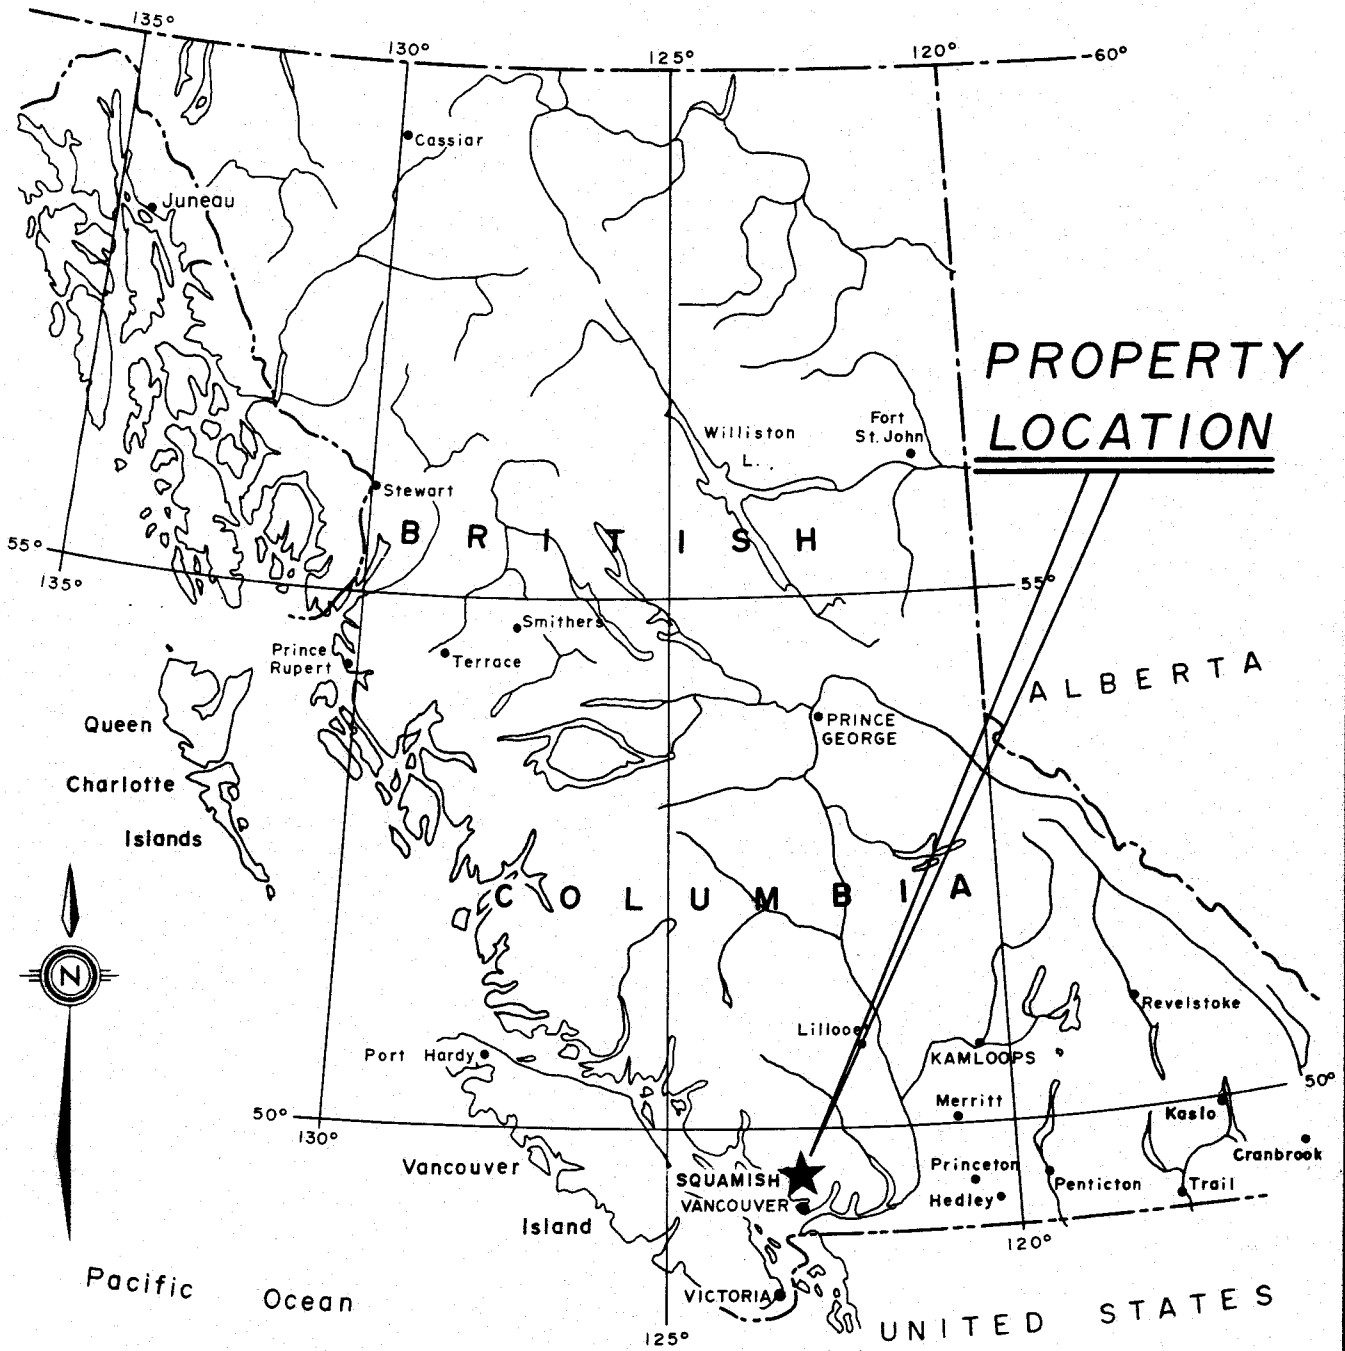 135°
130°
125°
120°
60°
Cassiar
Juneau
PROPERTY
LOCATION
Williston
L.
Fort
St. John
Stewart
BRITISH
55°
135°
55°
Smithers
Terrace
Prince
Rupert
ALBERTA
Queen
Charlotte
Islands
PRINCE
GEORGE
COLUMBIA
N
Revelstoke
Lillooet
KAMLOOPS
Port Hardy
50°
130°
50°
Merritt
Kaslo
Cranbrook
Vancouver
Island
SQUAMISH
VANCOUVER
Princeton
Hedley
Penticton
Trail
120°
Pacific Ocean
VICTORIA
UNITED STATES
125°